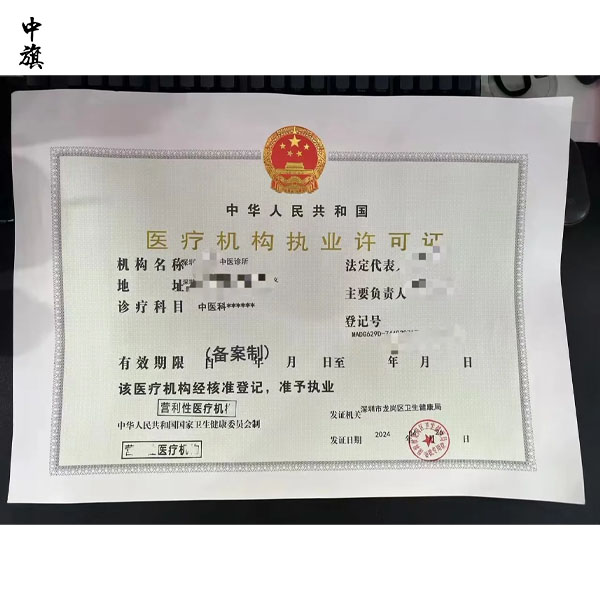 中旗
中华人民共和国
医疗机构执业许可证
机构名称 中医诊所
地 址
诊疗科目 中医科******
法定代表
主要负责人
登记号
有效期限 自 年 月 日至 年 月 日
(备案制)
该医疗机构经核准登记，准予执业
营利性医疗机
中华人民共和国国家卫生健康委员会制
营 医疗机
发证机关 深圳市龙岗区卫生健康局
发证日期 2024 日